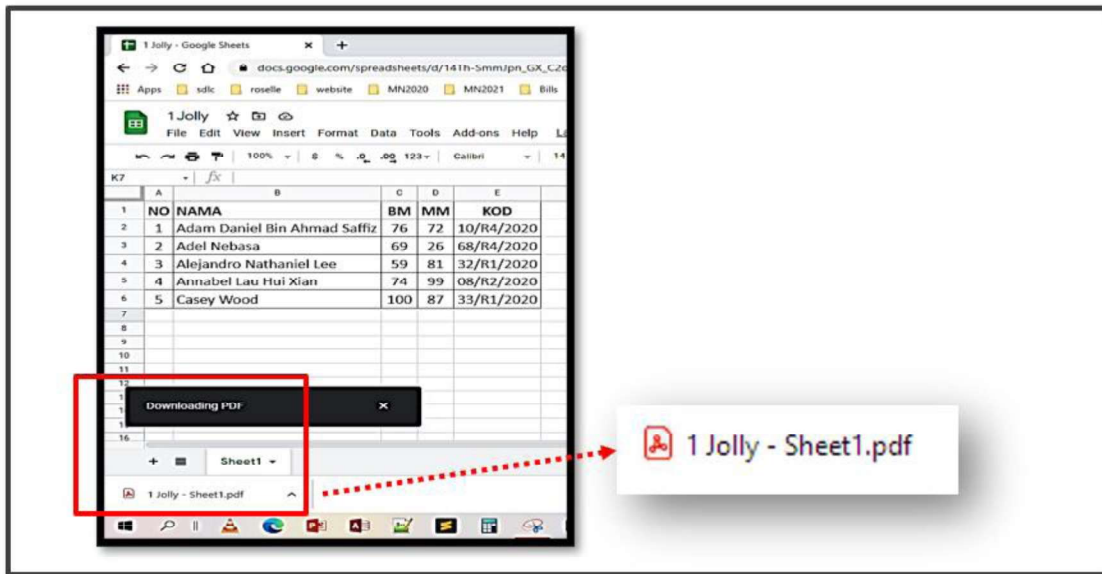 1 Jolly - Google Sheets
docs.google.com/spreadsheets/d/
Apps sdlc roselle website MN2020 MN2021 Bills
1 Jolly
File Edit View Insert Format Data Tools Add-ons Help
100% $ % .0 .00 123 Calibri 14
K7 fx
A B C D E
1 NO NAMA BM MM KOD
2 1 Adam Daniel Bin Ahmad Saffiz 76 72 10/R4/2020
3 2 Adel Nebasa 69 26 68/R4/2020
4 3 Alejandro Nathaniel Lee 59 81 32/R1/2020
5 4 Annabel Lau Hui Xian 74 99 08/R2/2020
6 5 Casey Wood 100 87 33/R1/2020
7
8
9
10
11
12
Downloading PDF
16
Sheet1
1 Jolly - Sheet1.pdf
1 Jolly - Sheet1.pdf